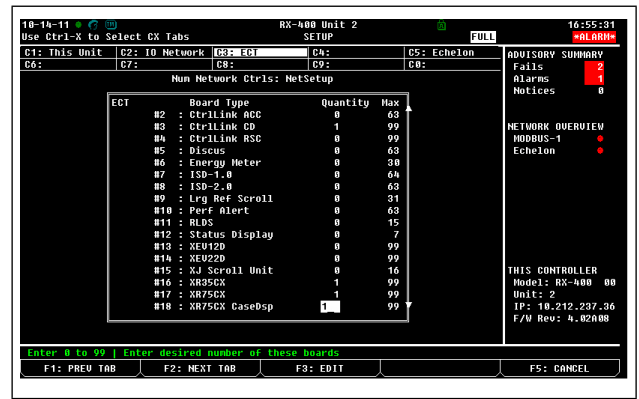 10-14-11 RX-400 Unit 2 16:55:31
Use Ctrl-X to Select CX Tabs SETUP FULL *ALARM*
C1: This Unit C2: IO Network C3: ECT C4: C5: Echelon
C6: C7: C8: C9: C0:
Num Network Ctrls: NetSetup
ECT Board Type Quantity Max
#2 : CtrlLink ACC 0 63
#3 : CtrlLink CD 1 99
#4 : CtrlLink RSC 0 99
#5 : Discus 0 63
#6 : Energy Meter 0 30
#7 : ISD-1.0 0 64
#8 : ISD-2.0 0 63
#9 : Lrg Ref Scroll 0 31
#10 : Perf Alert 0 63
#11 : RLDS 0 15
#12 : Status Display 0 7
#13 : XEV12D 0 99
#14 : XEV22D 0 99
#15 : XJ Scroll Unit 0 16
#16 : XR35CX 1 99
#17 : XR75CX 1 99
#18 : XR75CX CaseDsp 1 99
ADVISORY SUMMARY
Fails 2
Alarms 1
Notices 0
NETWORK OVERVIEW
MODBUS-1
Echelon
THIS CONTROLLER
Model: RX-400 00
Unit: 2
IP: 10.212.237.36
F/W Rev: 4.02A08
Enter 0 to 99 | Enter desired number of these boards
F1: PREV TAB F2: NEXT TAB F3: EDIT F5: CANCEL